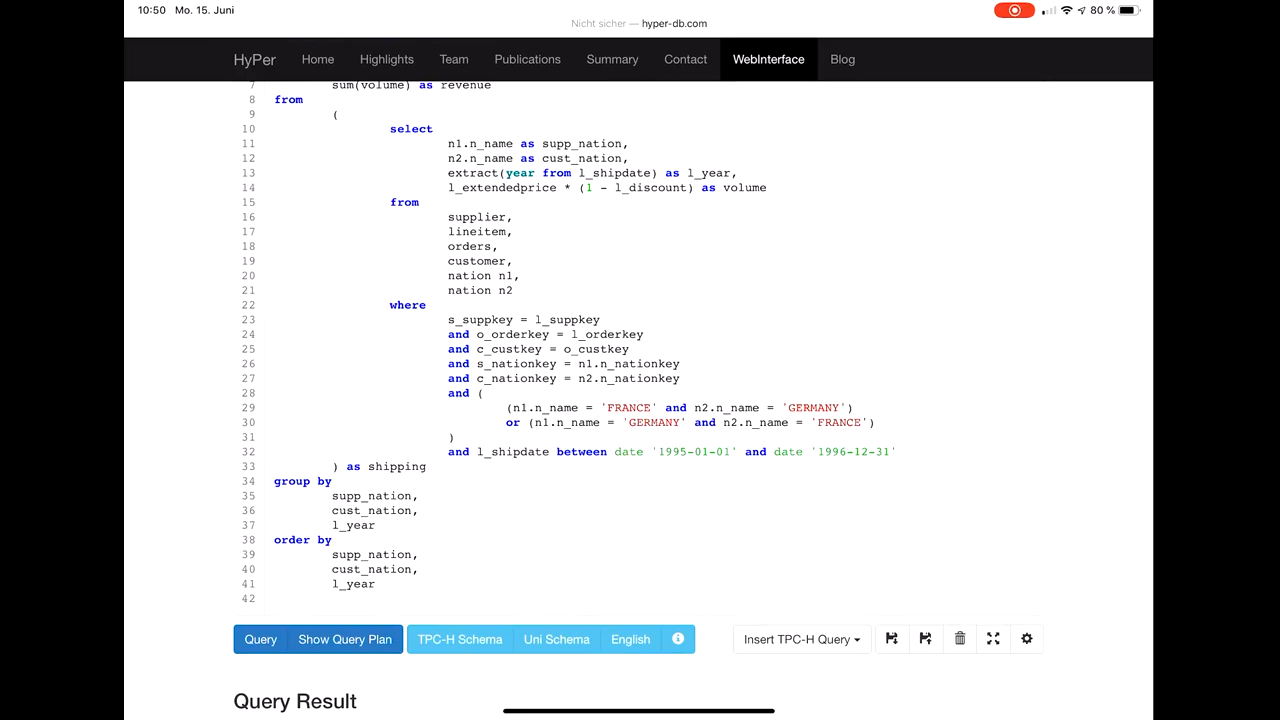 10:50 Mo. 15. Juni 80 %
Nicht sicher — hyper-db.com
HyPer Home Highlights Team Publications Summary Contact WebInterface Blog
7 sum(volume) as revenue
8 from
9 (
10 select
11 n1.n_name as supp_nation,
12 n2.n_name as cust_nation,
13 extract(year from l_shipdate) as l_year,
14 l_extendedprice * (1 - l_discount) as volume
15 from
16 supplier,
17 lineitem,
18 orders,
19 customer,
20 nation n1,
21 nation n2
22 where
23 s_suppkey = l_suppkey
24 and o_orderkey = l_orderkey
25 and c_custkey = o_custkey
26 and s_nationkey = n1.n_nationkey
27 and c_nationkey = n2.n_nationkey
28 and (
29 (n1.n_name = 'FRANCE' and n2.n_name = 'GERMANY')
30 or (n1.n_name = 'GERMANY' and n2.n_name = 'FRANCE')
31 )
32 and l_shipdate between date '1995-01-01' and date '1996-12-31'
33 ) as shipping
34 group by
35 supp_nation,
36 cust_nation,
37 l_year
38 order by
39 supp_nation,
40 cust_nation,
41 l_year
42
Query Show Query Plan TPC-H Schema Uni Schema English Insert TPC-H Query
Query Result